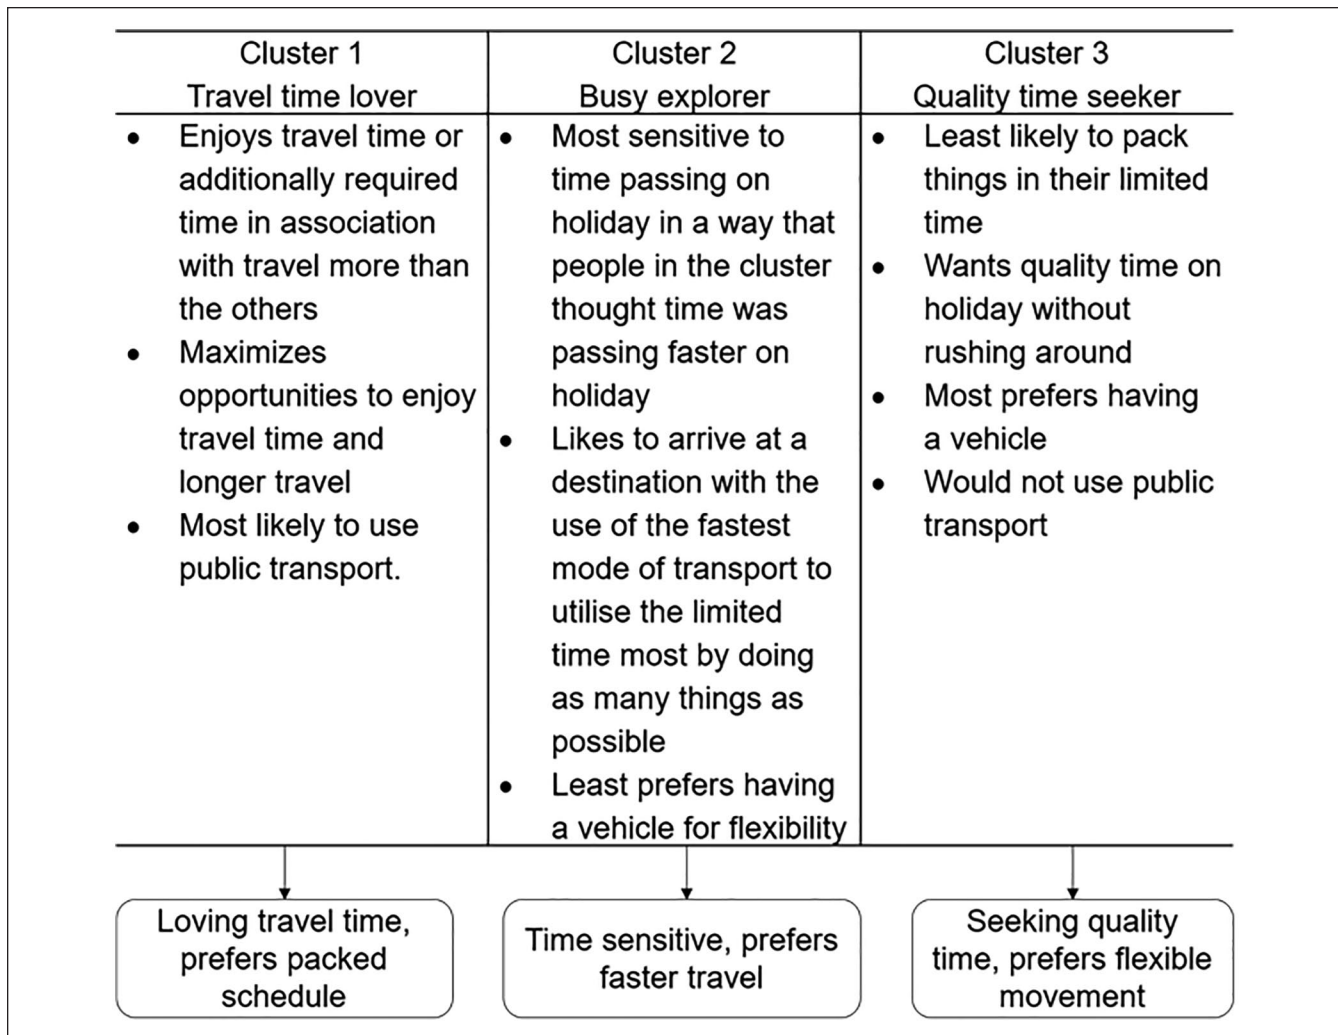 Cluster 1
Travel time lover
• Enjoys travel time or
additionally required
time in association
with travel more than
the others
• Maximizes
opportunities to enjoy
travel time and
longer travel
• Most likely to use
public transport.
Cluster 2
Busy explorer
• Most sensitive to
time passing on
holiday in a way that
people in the cluster
thought time was
passing faster on
holiday
• Likes to arrive at a
destination with the
use of the fastest
mode of transport to
utilise the limited
time most by doing
as many things as
possible
• Least prefers having
a vehicle for flexibility
Cluster 3
Quality time seeker
• Least likely to pack
things in their limited
time
• Wants quality time on
holiday without
rushing around
• Most prefers having
a vehicle
• Would not use public
transport
Loving travel time,
prefers packed
schedule
Time sensitive, prefers
faster travel
Seeking quality
time, prefers flexible
movement